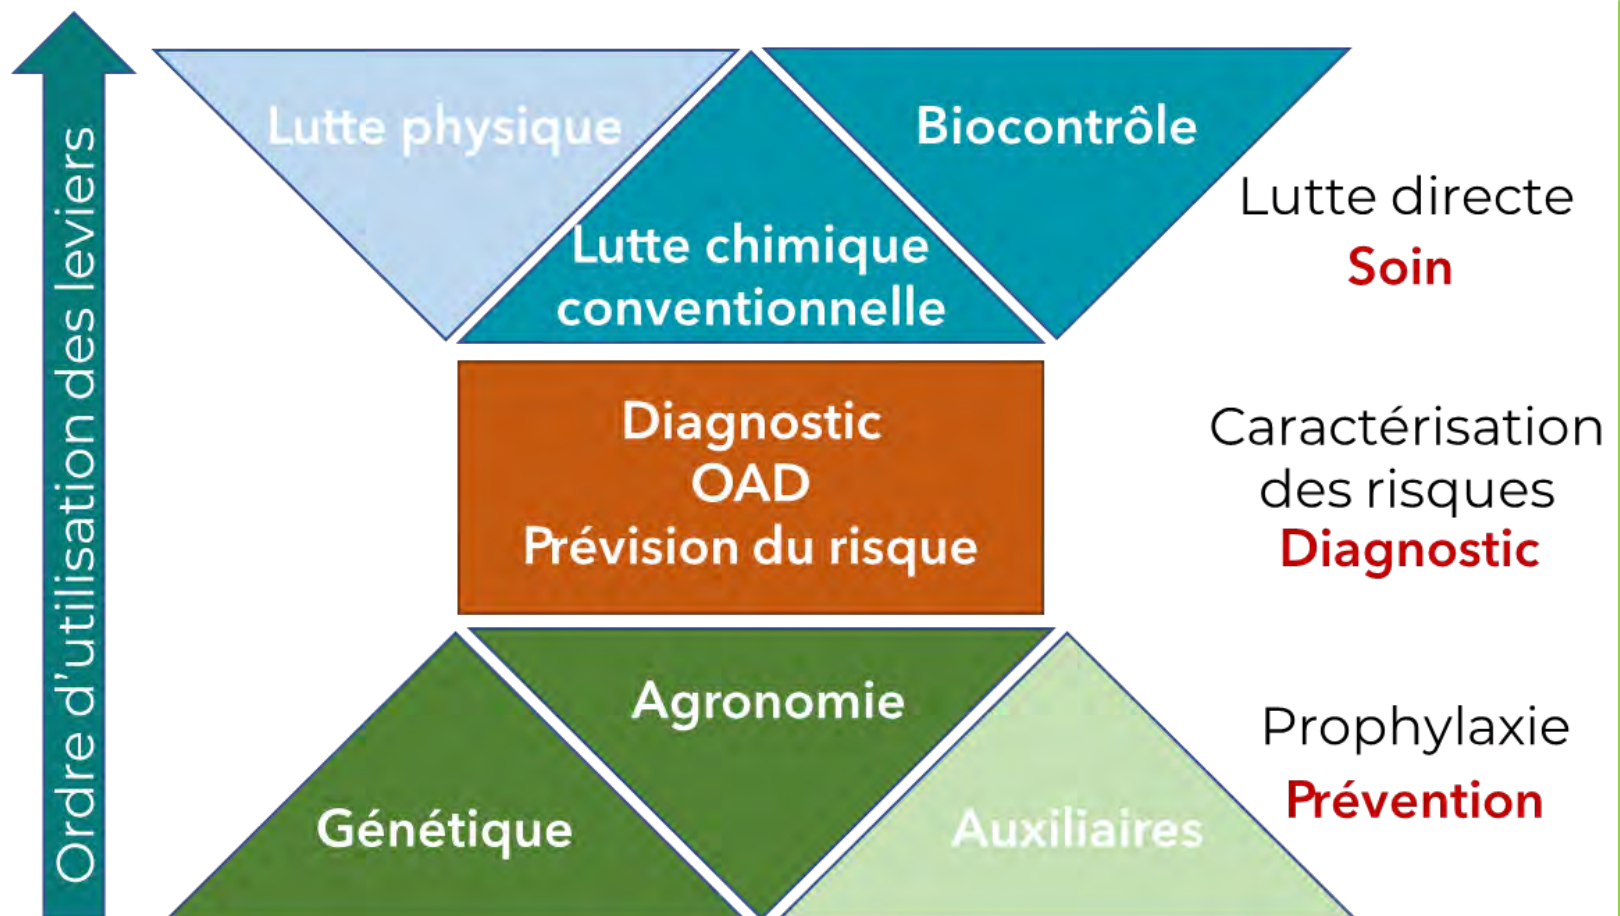 Ordre d'utilisation des leviers
Lutte physique
Biocontrôle
Lutte chimique
conventionnelle
Lutte directe
Soin
Diagnostic
OAD
Prévision du risque
Caractérisation
des risques
Diagnostic
Agronomie
Génétique
Auxiliaires
Prophylaxie
Prévention